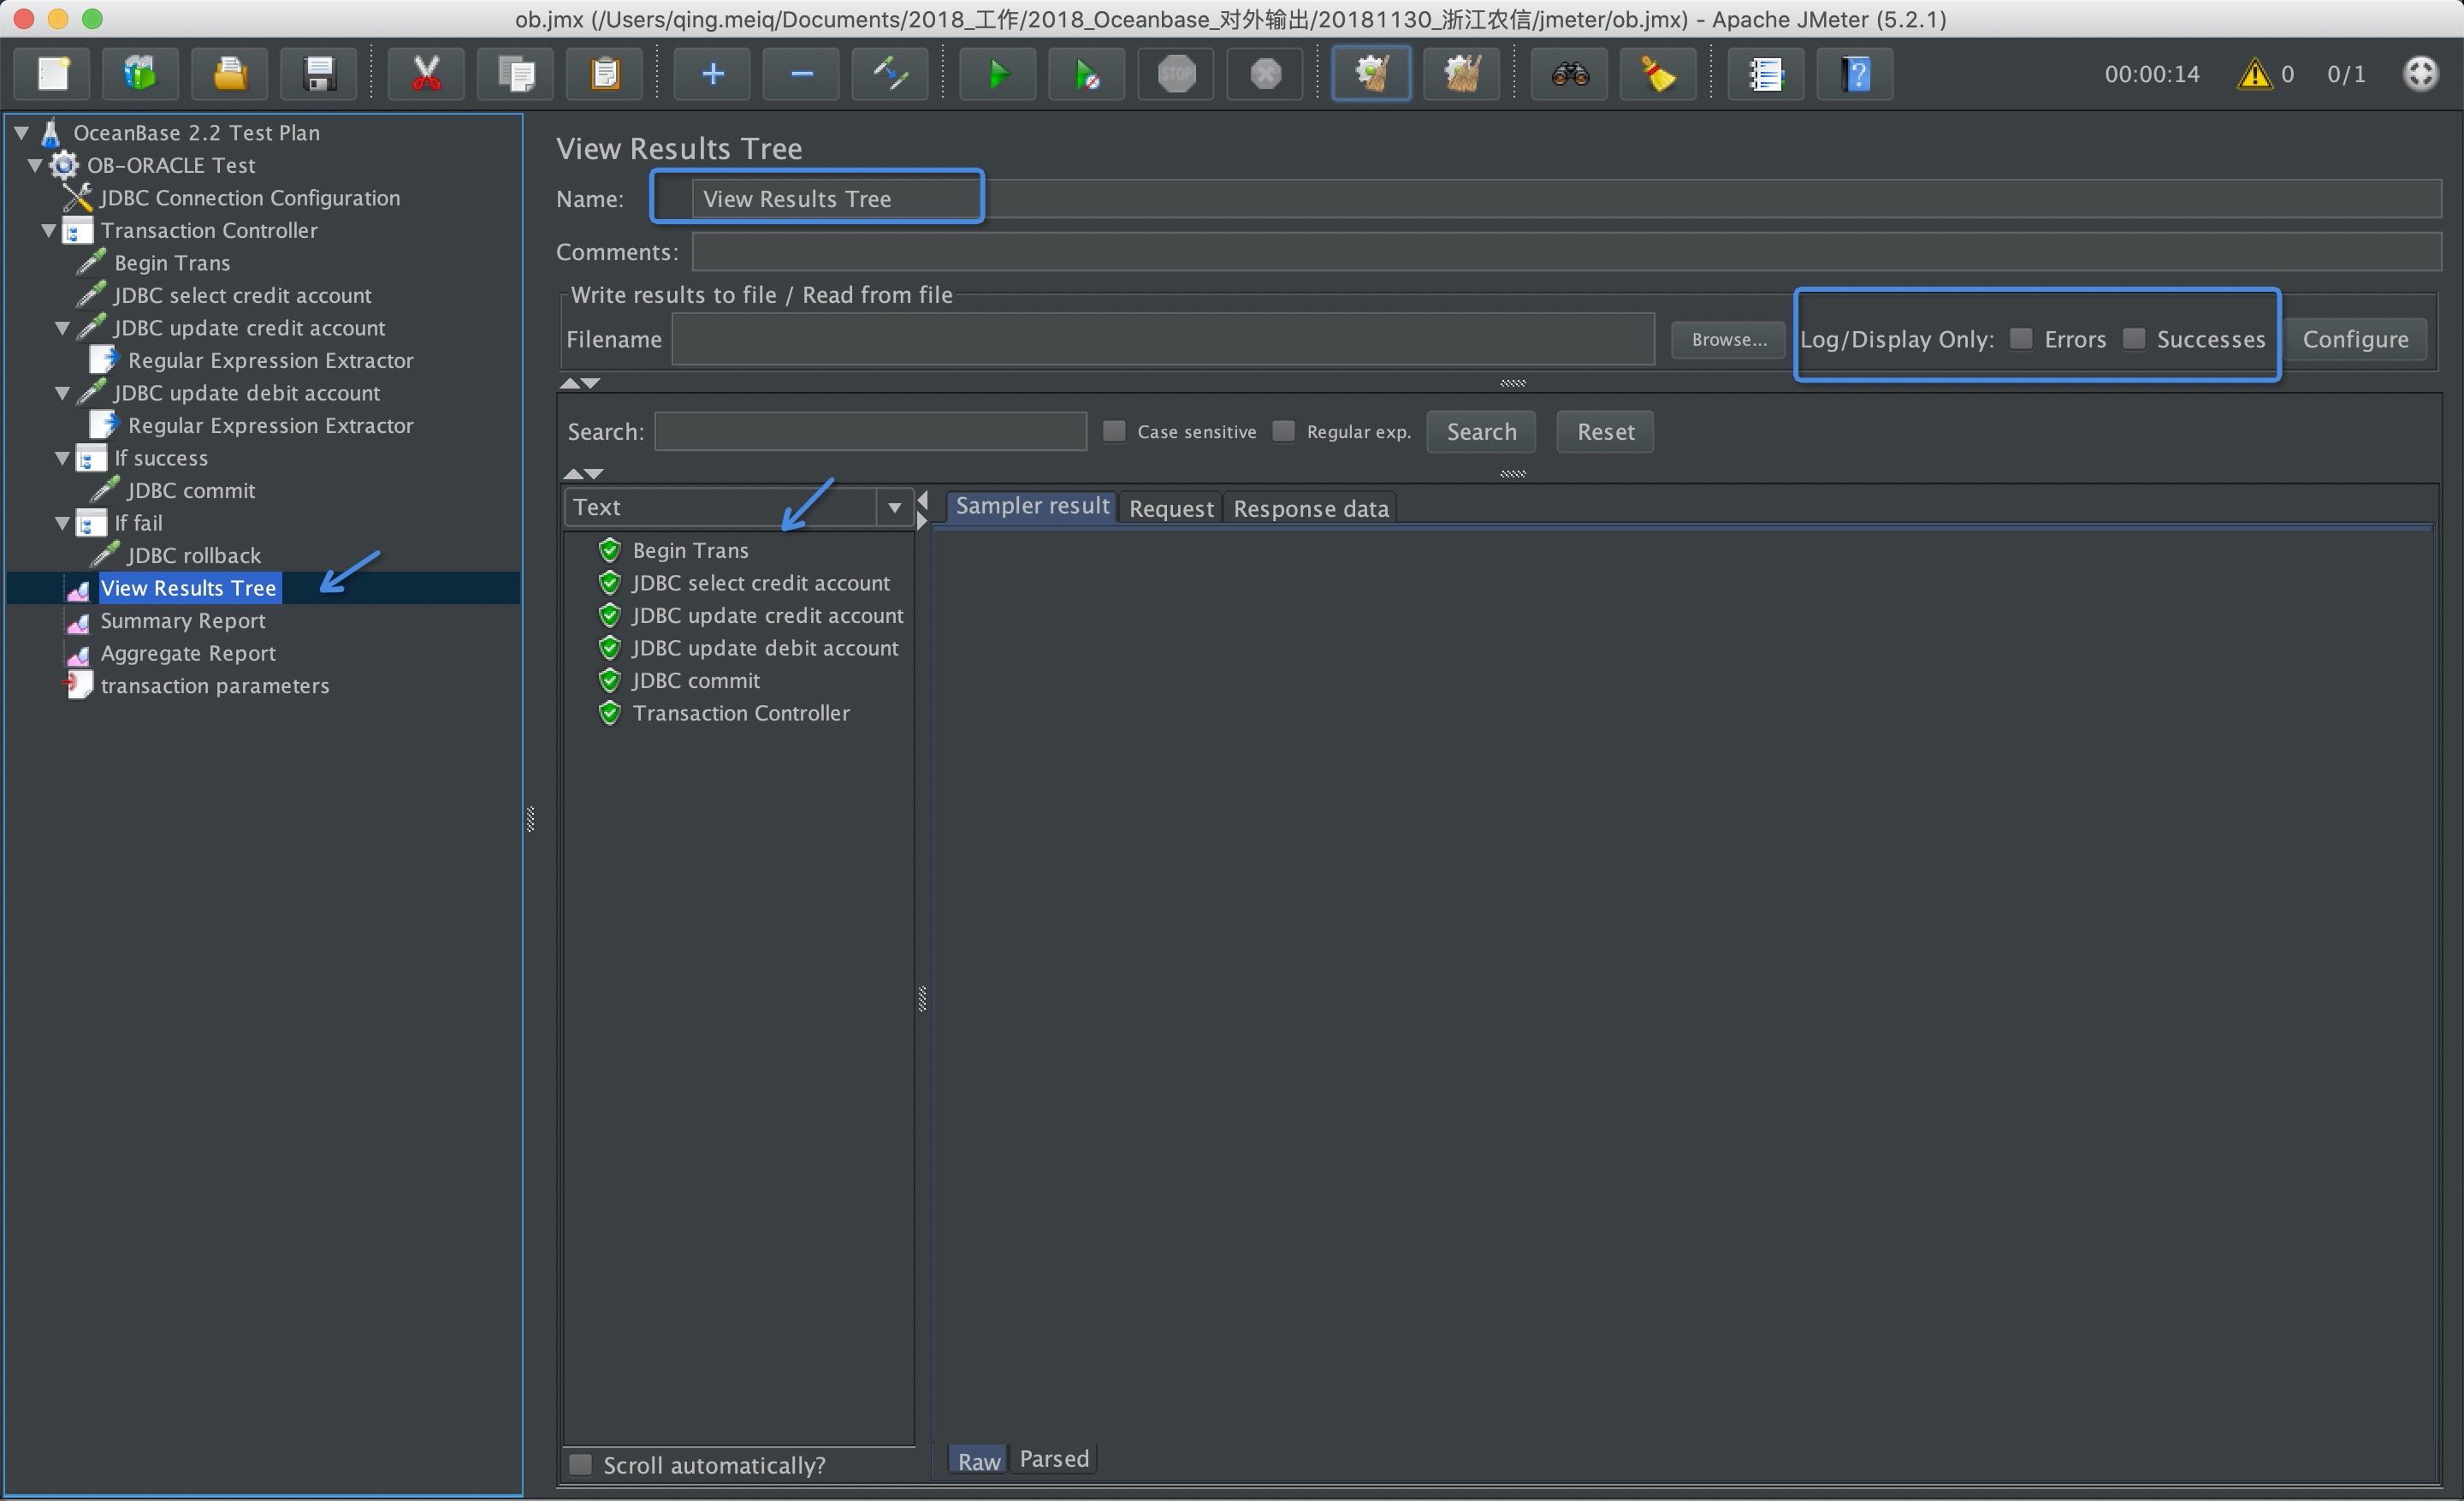 ob.jmx (/Users/qing.meiq/Documents/2018_工作/2018_Oceanbase_对外输出/20181130_浙江农信/jmeter/ob.jmx) - Apache JMeter (5.2.1)
STOP
00:00:14
0
0/1
OceanBase 2.2 Test Plan
OB-ORACLE Test
JDBC Connection Configuration
Transaction Controller
Begin Trans
JDBC select credit account
JDBC update credit account
Regular Expression Extractor
JDBC update debit account
Regular Expression Extractor
If success
JDBC commit
If fail
JDBC rollback
View Results Tree
Summary Report
Aggregate Report
transaction parameters
View Results Tree
Name: View Results Tree
Comments:
Write results to file / Read from file
Filename Browse... Log/Display Only: Errors Successes Configure
Search: Case sensitive Regular exp. Search Reset
Text
Sampler result Request Response data
Begin Trans
JDBC select credit account
JDBC update credit account
JDBC update debit account
JDBC commit
Transaction Controller
Scroll automatically?
Raw Parsed